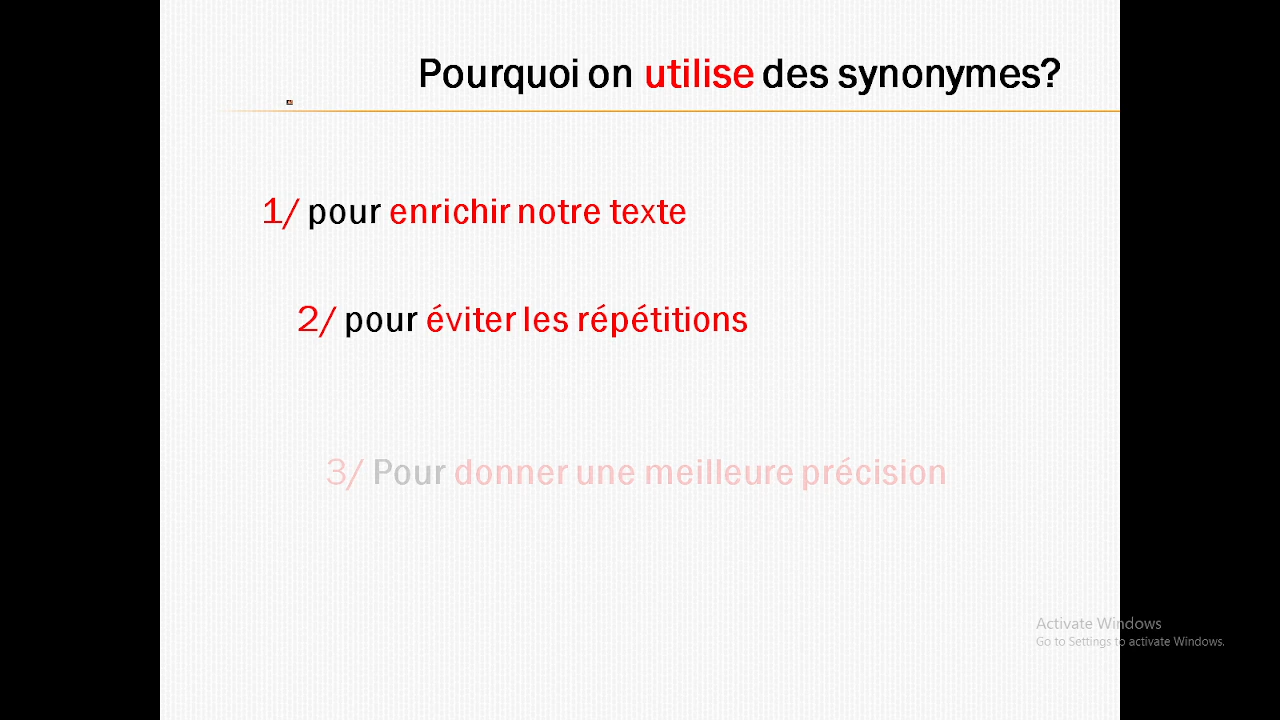 Pourquoi on utilise des synonymes?
1/ pour enrichir notre texte
2/ pour éviter les répétitions
3/ Pour donner une meilleure précision
Activate Windows
Go to Settings to activate Windows.